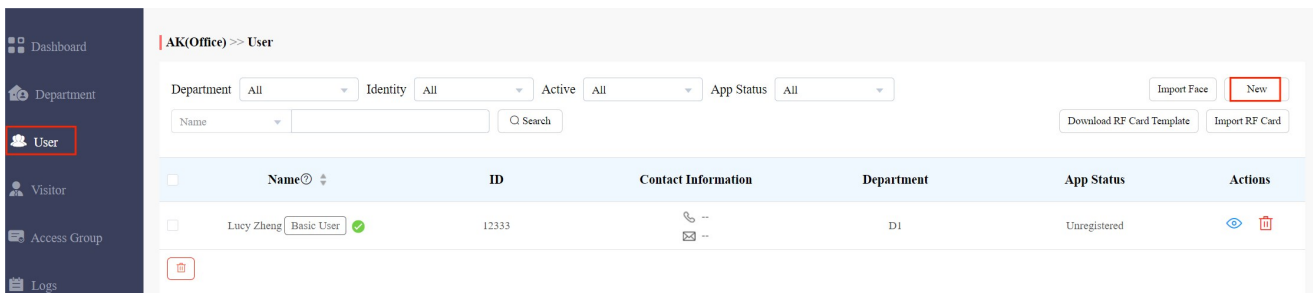 Dashboard
Department
User
Visitor
Access Group
Logs
AK(Office) >> User
Department All Identity All Active All App Status All Import Face New
Name Search Download RF Card Template Import RF Card
Name ID Contact Information Department App Status Actions
Lucy Zheng Basic User 12333 -- D1 Unregistered
--